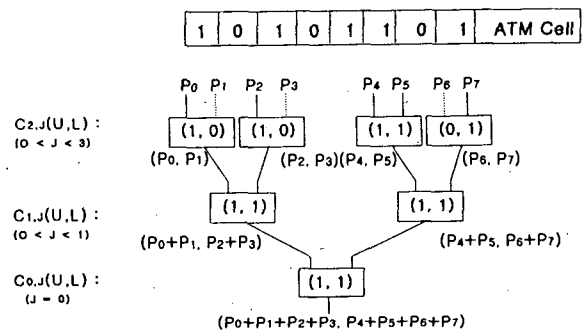 1 0 1 0 1 1 0 1 ATM Cell
P0 P1 P2 P3 P4 P5 P6 P7
C2,J(U,L) : (1, 0) (1, 0) (1, 1) (0, 1)
(0 < J < 3)
(P0, P1) (P2, P3)(P4, P5) (P6, P7)
C1,J(U,L) : (1, 1) (1, 1)
(0 < J < 1)
(P0+P1, P2+P3) (P4+P5, P6+P7)
C0,J(U,L) : (1, 1)
(J = 0)
(P0+P1+P2+P3, P4+P5+P6+P7)